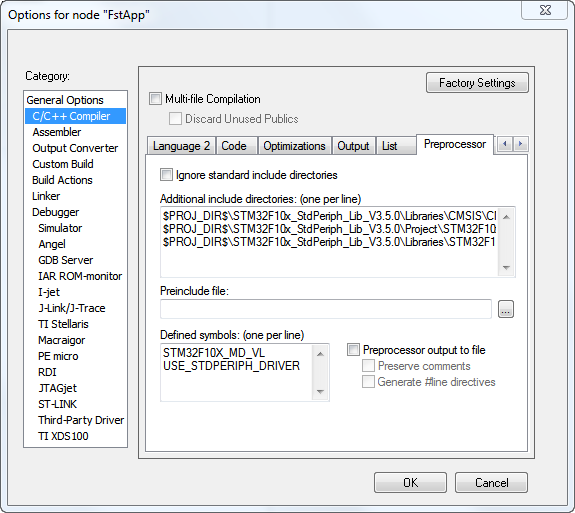 Options for node "FstApp"
Category:
General Options
C/C++ Compiler
Assembler
Output Converter
Custom Build
Build Actions
Linker
Debugger
Simulator
Angel
GDB Server
IAR ROM-monitor
I-jet
J-Link/J-Trace
TI Stellaris
Macraigor
PE micro
RDI
JTAGjet
ST-LINK
Third-Party Driver
TI XDS100
Factory Settings
Multi-file Compilation
Discard Unused Publics
Language 2 Code Optimizations Output List Preprocessor
Ignore standard include directories
Additional include directories: (one per line)
$PROJ_DIR$\STM32F10x_StdPeriph_Lib_V3.5.0\Libraries\CMSIS\C
$PROJ_DIR$\STM32F10x_StdPeriph_Lib_V3.5.0\Project\STM32F10
$PROJ_DIR$\STM32F10x_StdPeriph_Lib_V3.5.0\Libraries\STM32F1
Preinclude file:
...
Defined symbols: (one per line)
STM32F10X_MD_VL
USE_STDPERIPH_DRIVER
Preprocessor output to file
Preserve comments
Generate #line directives
OK Cancel